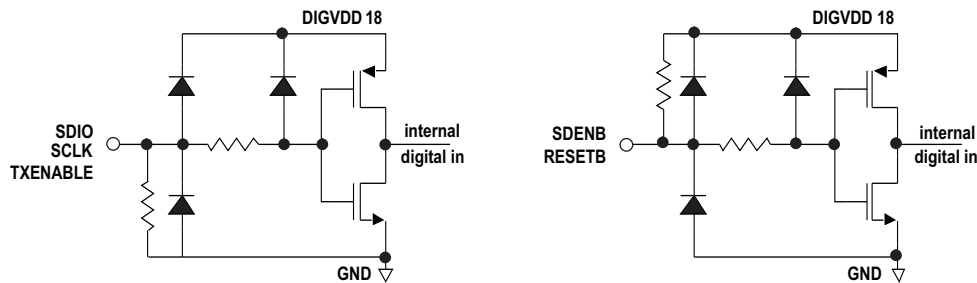 DIGVDD 18
SDIO
SCLK
TXENABLE
internal
digital in
GND
DIGVDD 18
SDENB
RESETB
internal
digital in
GND